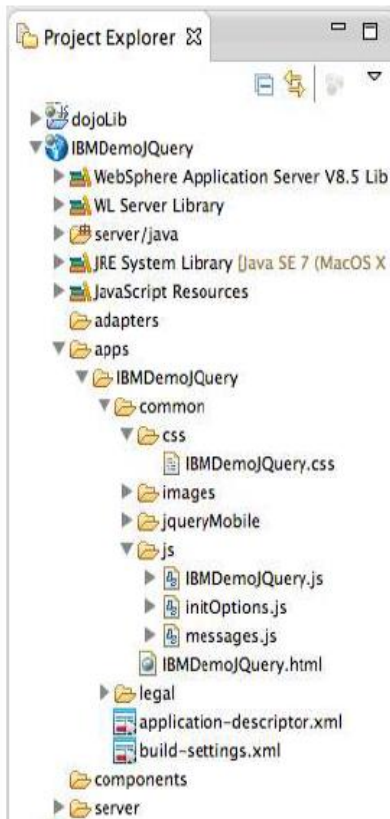 Project Explorer
dojoLib
IBMDemoJQuery
WebSphere Application Server V8.5 Lib
WL Server Library
server/java
JRE System Library [Java SE 7 (MacOS X
JavaScript Resources
adapters
apps
IBMDemoJQuery
common
css
IBMDemoJQuery.css
images
jqueryMobile
js
IBMDemoJQuery.js
initOptions.js
messages.js
IBMDemoJQuery.html
legal
application-descriptor.xml
build-settings.xml
components
server